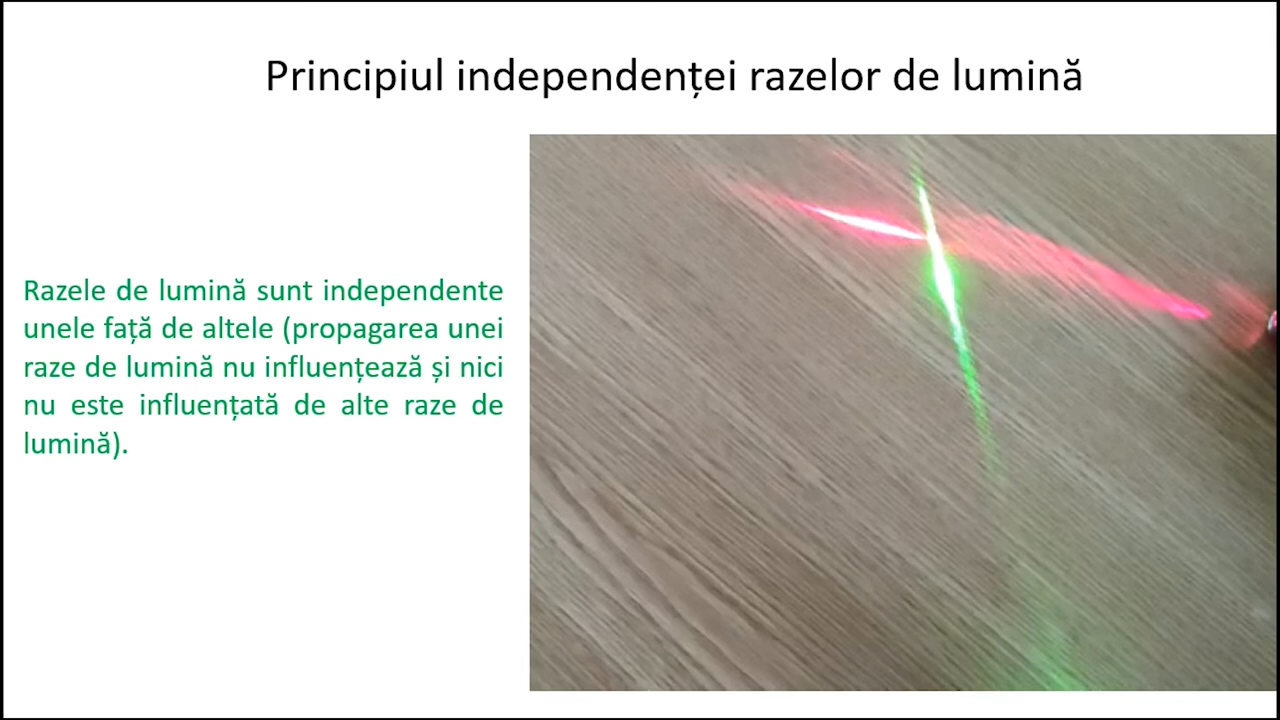 Principiul independenței razelor de lumină
Razele de lumină sunt independente
unele față de altele (propagarea unei
raze de lumină nu influențează și nici
nu este influențată de alte raze de
lumină).